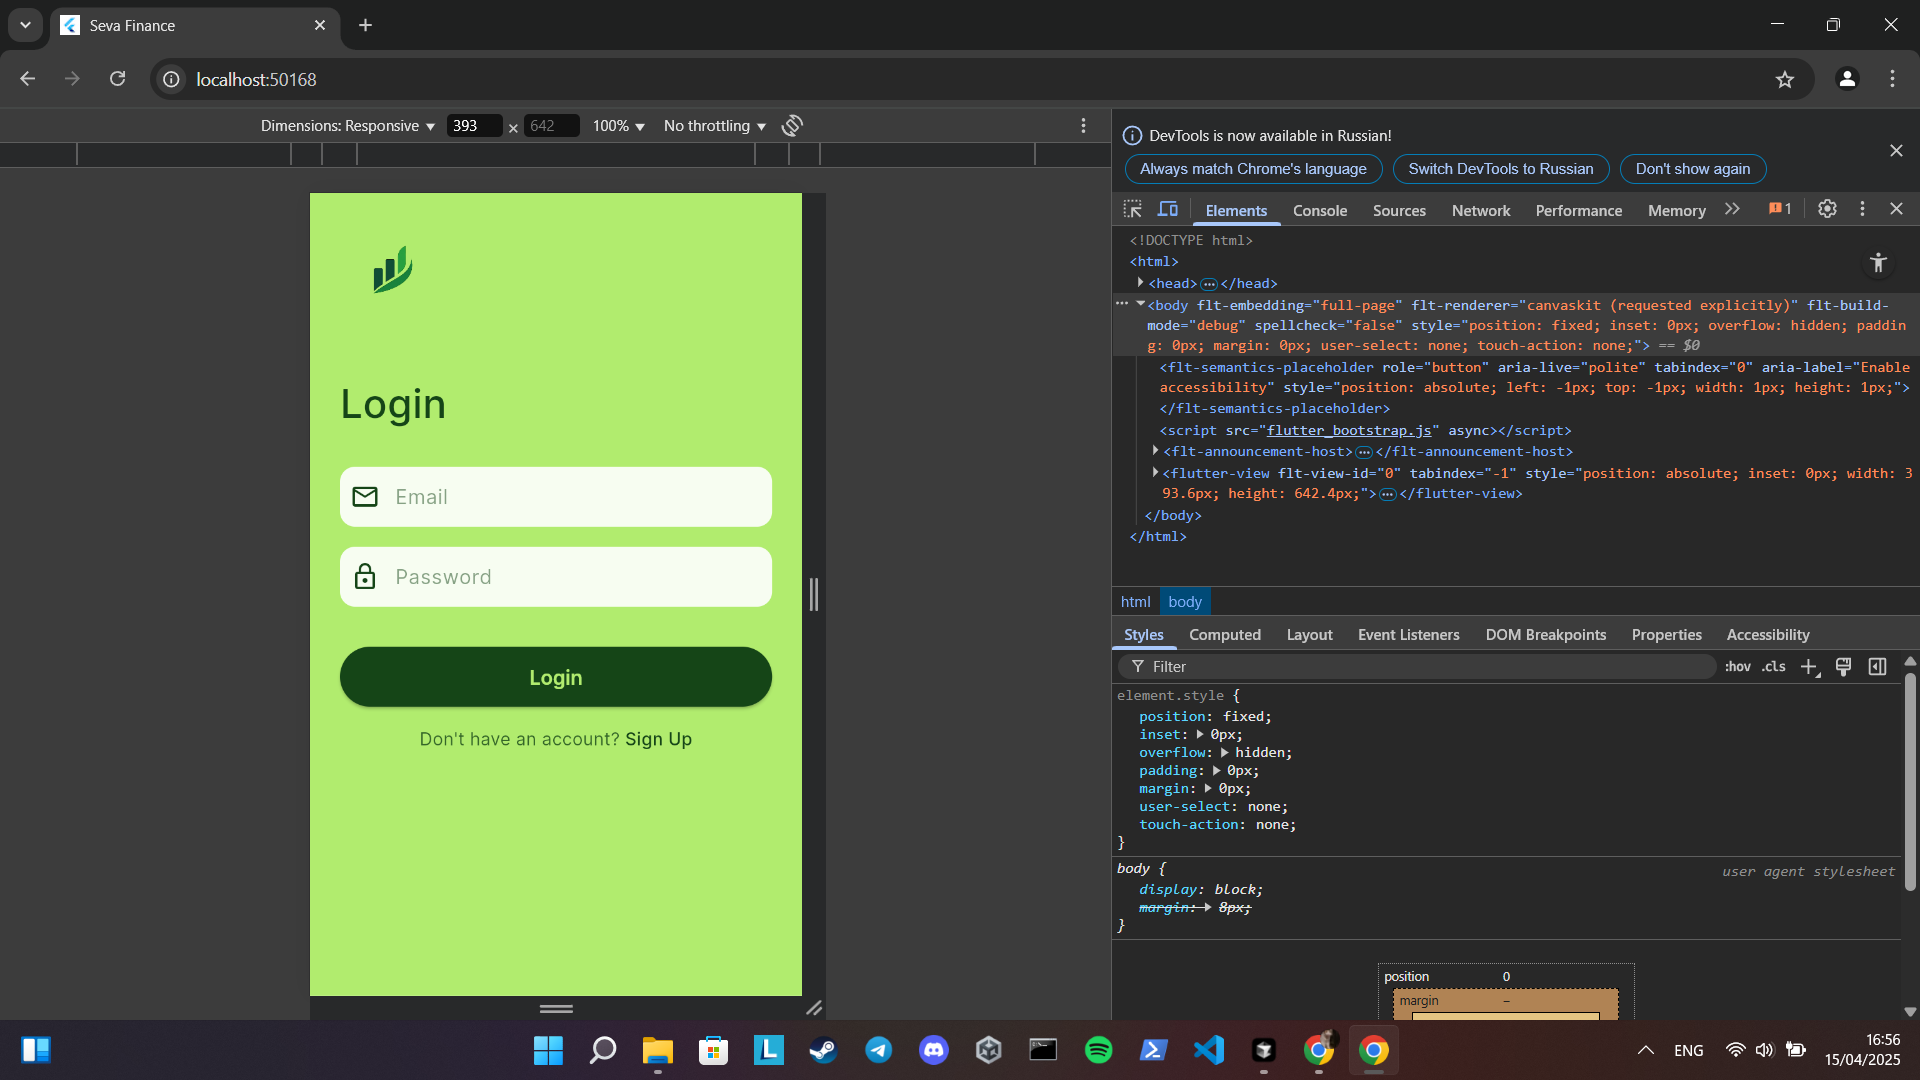 Seva Finance
localhost:50168
Dimensions: Responsive 393 × 642 100% No throttling
Login
Email
Password
Login
Don't have an account? Sign Up
DevTools is now available in Russian!
Always match Chrome's language Switch DevTools to Russian Don't show again
Elements Console Sources Network Performance Memory 1
<!DOCTYPE html>
<html>
<head> ⋯ </head>
<body flt-embedding="full-page" flt-renderer="canvaskit (requested explicitly)" flt-build-
mode="debug" spellcheck="false" style="position: fixed; inset: 0px; overflow: hidden; paddin
g: 0px; margin: 0px; user-select: none; touch-action: none;"> == $0
<flt-semantics-placeholder role="button" aria-live="polite" tabindex="0" aria-label="Enable
accessibility" style="position: absolute; left: -1px; top: -1px; width: 1px; height: 1px;">
</flt-semantics-placeholder>
<script src="flutter_bootstrap.js" async></script>
<flt-announcement-host> ⋯ </flt-announcement-host>
<flutter-view flt-view-id="0" tabindex="-1" style="position: absolute; inset: 0px; width: 3
93.6px; height: 642.4px;"> ⋯ </flutter-view>
</body>
</html>
html body
Styles Computed Layout Event Listeners DOM Breakpoints Properties Accessibility
Filter :hov .cls
element.style {
position: fixed;
inset: 0px;
overflow: hidden;
padding: 0px;
margin: 0px;
user-select: none;
touch-action: none;
}
body { user agent stylesheet
display: block;
margin: 8px;
}
position 0
margin –
ENG
16:56
15/04/2025